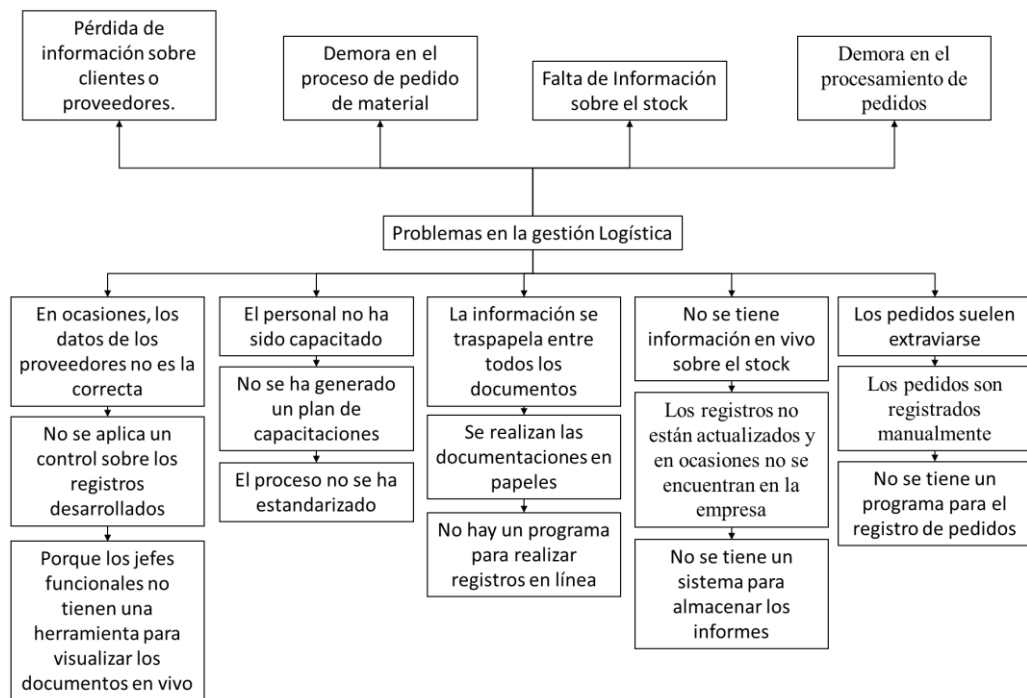 Pérdida de
información sobre
clientes o
proveedores.
Demora en el
proceso de pedido
de material
Falta de Información
sobre el stock
Demora en el
procesamiento de
pedidos
Problemas en la gestión Logística
En ocasiones, los
datos de los
proveedores no es la
correcta
No se aplica un
control sobre los
registros
desarrollados
Porque los jefes
funcionales no
tienen una
herramienta para
visualizar los
documentos en vivo
El personal no ha
sido capacitado
No se ha generado
un plan de
capacitaciones
El proceso no se ha
estandarizado
La información se
traspapela entre
todos los
documentos
Se realizan las
documentaciones en
papeles
No hay un programa
para realizar
registros en línea
No se tiene
información en vivo
sobre el stock
Los registros no
están actualizados y
en ocasiones no se
encuentran en la
empresa
No se tiene un
sistema para
almacenar los
informes
Los pedidos suelen
extraviarse
Los pedidos son
registrados
manualmente
No se tiene un
programa para el
registro de pedidos